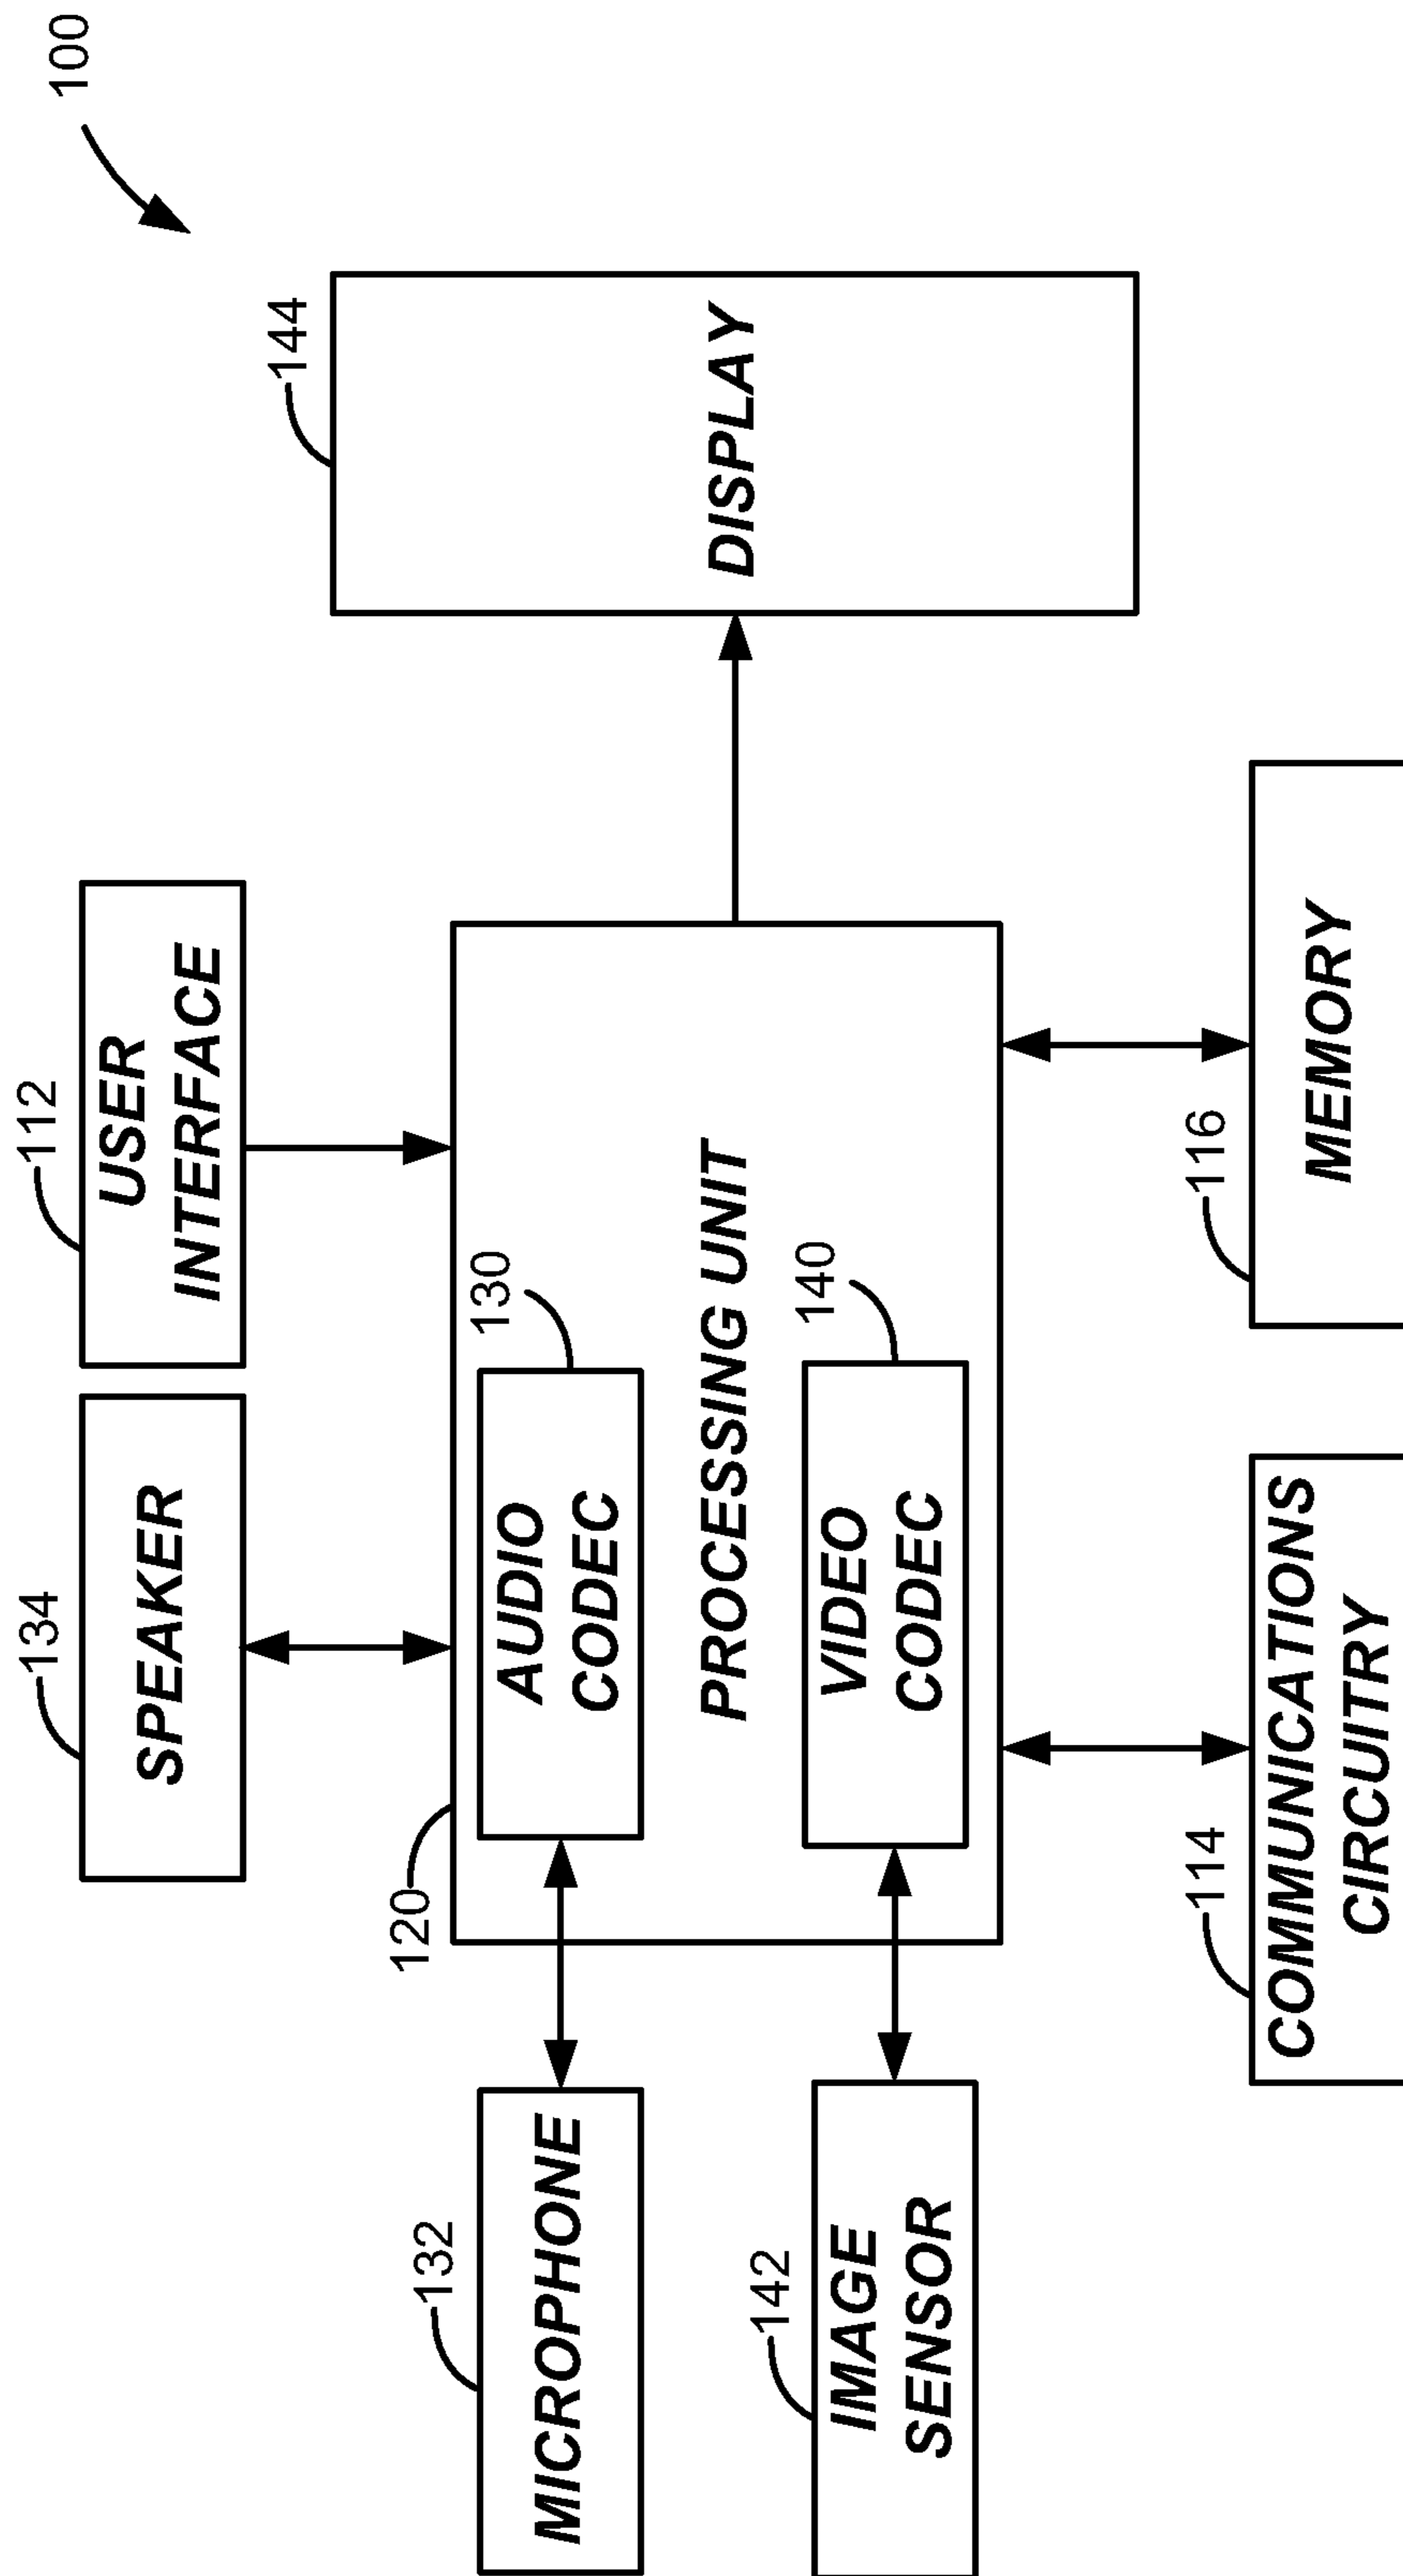 100
134
SPEAKER
112
USER
INTERFACE
144
DISPLAY
120
130
AUDIO
CODEC
132
MICROPHONE
PROCESSING UNIT
140
VIDEO
CODEC
142
IMAGE
SENSOR
114
COMMUNICATIONS
CIRCUITRY
116
MEMORY